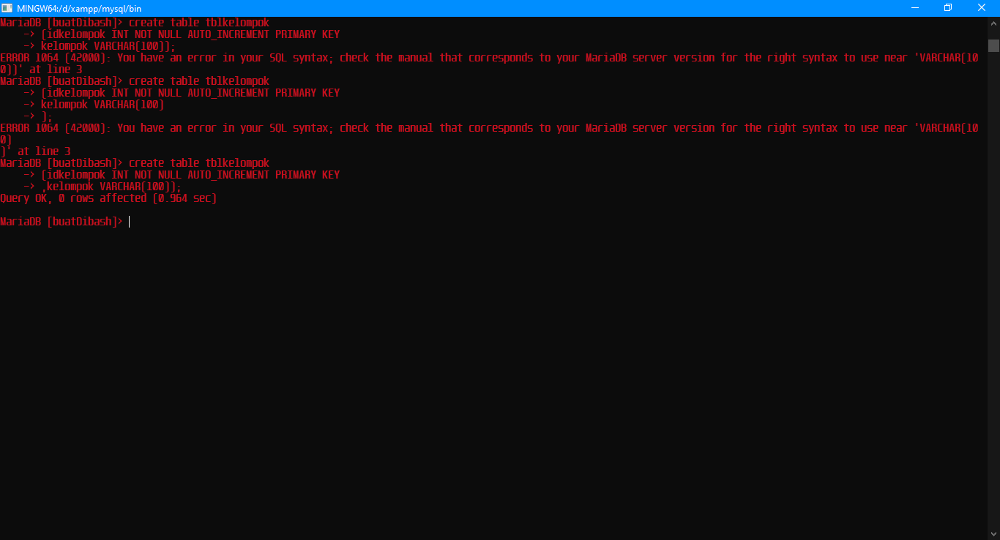 MINGW64:/d/xampp/mysql/bin
MariaDB [buatDibash]> create table tblkelompok
    -> (idkelompok INT NOT NULL AUTO_INCREMENT PRIMARY KEY
    -> kelompok VARCHAR(100));
ERROR 1064 (42000): You have an error in your SQL syntax; check the manual that corresponds to your MariaDB server version for the right syntax to use near 'VARCHAR(10
0))' at line 3
MariaDB [buatDibash]> create table tblkelompok
    -> (idkelompok INT NOT NULL AUTO_INCREMENT PRIMARY KEY
    -> kelompok VARCHAR(100)
    -> );
ERROR 1064 (42000): You have an error in your SQL syntax; check the manual that corresponds to your MariaDB server version for the right syntax to use near 'VARCHAR(10
0)
)' at line 3
MariaDB [buatDibash]> create table tblkelompok
    -> (idkelompok INT NOT NULL AUTO_INCREMENT PRIMARY KEY
    -> ,kelompok VARCHAR(100));
Query OK, 0 rows affected (0.964 sec)
MariaDB [buatDibash]>